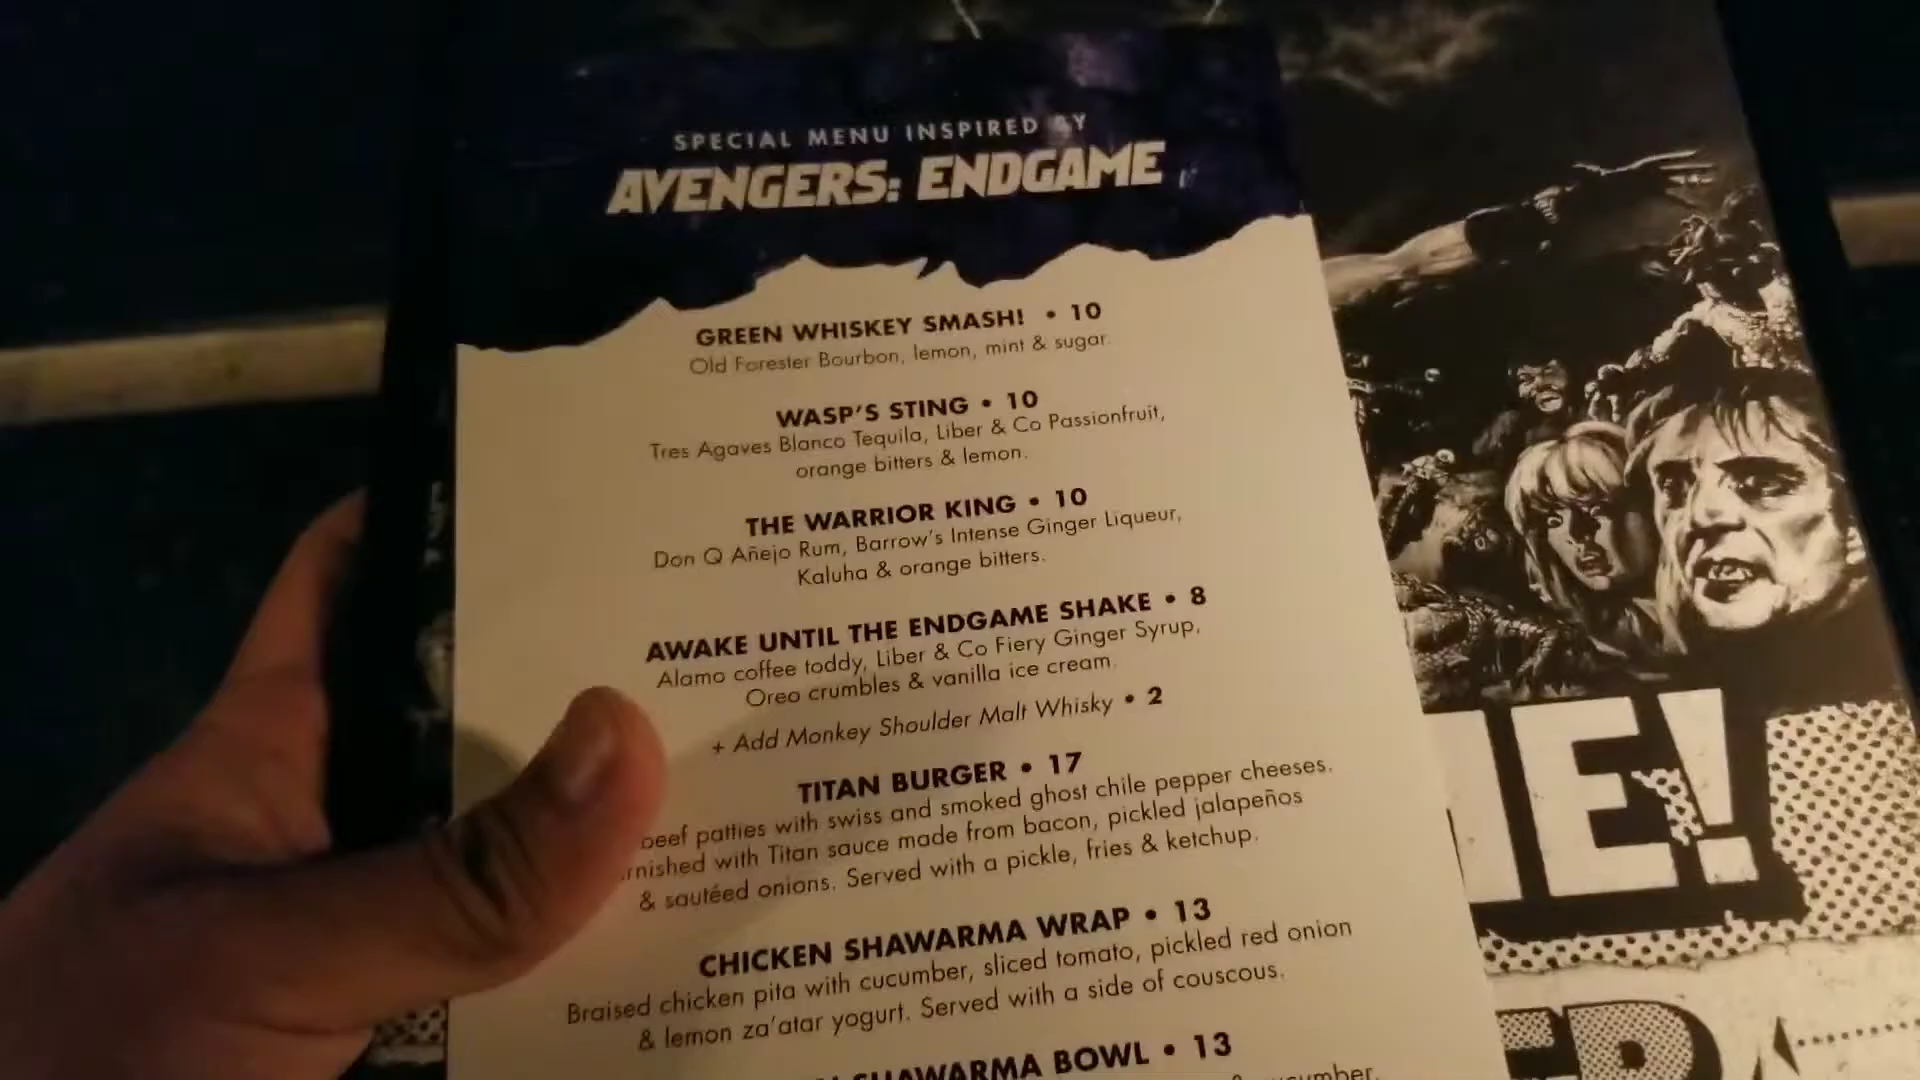 SPECIAL MENU INSPIRED BY
AVENGERS: ENDGAME
GREEN WHISKEY SMASH! • 10
Old Forester Bourbon, lemon, mint & sugar.
WASP'S STING • 10
Tres Agaves Blanco Tequila, Liber & Co Passionfruit,
orange bitters & lemon.
THE WARRIOR KING • 10
Don Q Añejo Rum, Barrow's Intense Ginger Liqueur,
Kaluha & orange bitters.
AWAKE UNTIL THE ENDGAME SHAKE • 8
Alamo coffee toddy, Liber & Co Fiery Ginger Syrup,
Oreo crumbles & vanilla ice cream.
+ Add Monkey Shoulder Malt Whisky • 2
TITAN BURGER • 17
beef patties with swiss and smoked ghost chile pepper cheeses.
with Titan sauce made from bacon, pickled jalapeños
& sautéed onions. Served with a pickle, fries & ketchup.
CHICKEN SHAWARMA WRAP • 13
Braised chicken pita with cucumber, sliced tomato, pickled red onion
& lemon za'atar yogurt. Served with a side of couscous.
SHAWARMA BOWL • 13
cucumber,